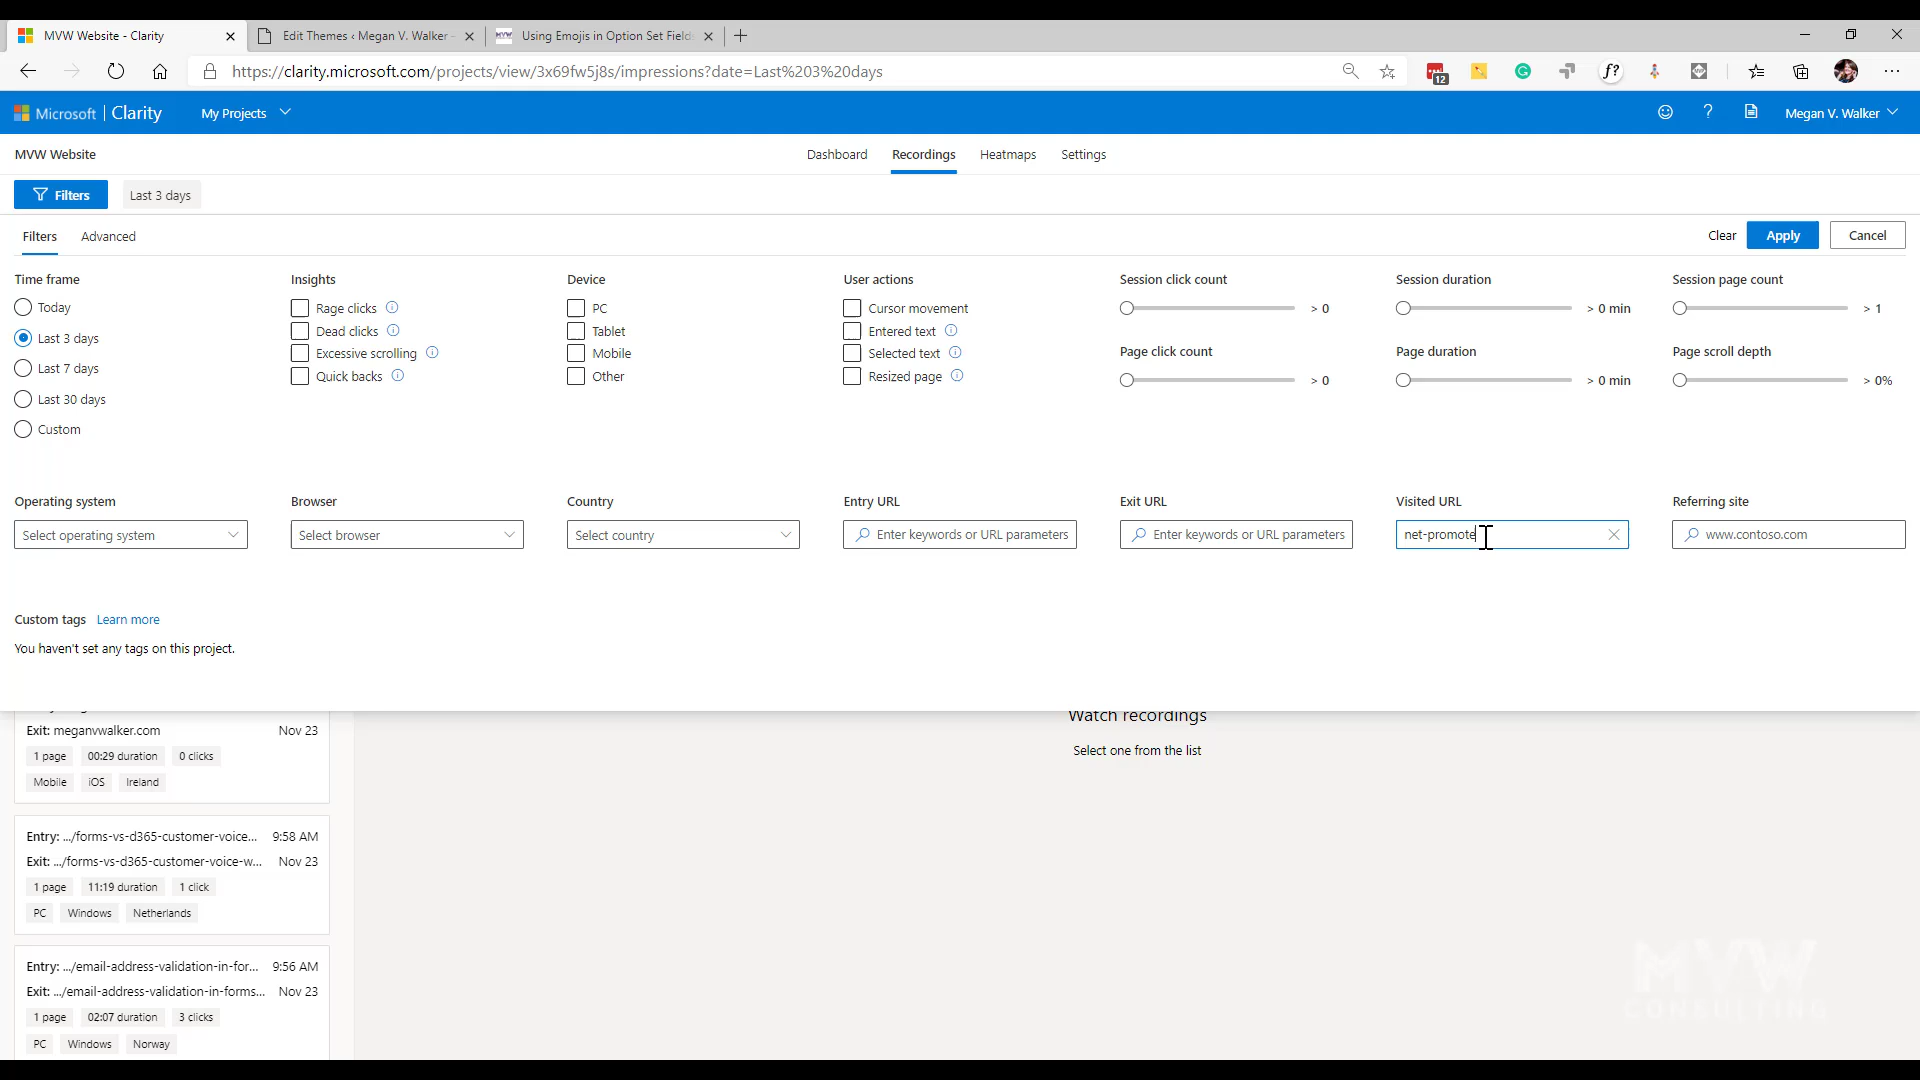 MVW Website - Clarity
Edit Themes ‹ Megan V. Walker -
MVW Using Emojis in Option Set Fields
https://clarity.microsoft.com/projects/view/3x69fw5j8s/impressions?date=Last%203%20days
12
f?
Microsoft | Clarity
My Projects
?
Megan V. Walker
MVW Website
Dashboard
Recordings
Heatmaps
Settings
Filters
Last 3 days
Filters
Advanced
Clear
Apply
Cancel
Time frame
Today
Last 3 days
Last 7 days
Last 30 days
Custom
Insights
Rage clicks
Dead clicks
Excessive scrolling
Quick backs
Device
PC
Tablet
Mobile
Other
User actions
Cursor movement
Entered text
Selected text
Resized page
Session click count
> 0
Page click count
> 0
Session duration
> 0 min
Page duration
> 0 min
Session page count
> 1
Page scroll depth
> 0%
Operating system
Select operating system
Browser
Select browser
Country
Select country
Entry URL
Enter keywords or URL parameters
Exit URL
Enter keywords or URL parameters
Visited URL
net-promote
Referring site
www.contoso.com
Custom tags Learn more
You haven't set any tags on this project.
Exit: meganvwalker.com Nov 23
1 page 00:29 duration 0 clicks
Mobile iOS Ireland
Entry: .../forms-vs-d365-customer-voice... 9:58 AM
Exit: .../forms-vs-d365-customer-voice-w... Nov 23
1 page 11:19 duration 1 click
PC Windows Netherlands
Entry: .../email-address-validation-in-for... 9:56 AM
Exit: .../email-address-validation-in-forms... Nov 23
1 page 02:07 duration 3 clicks
PC Windows Norway
Watch recordings
Select one from the list
MVW
CONSULTING